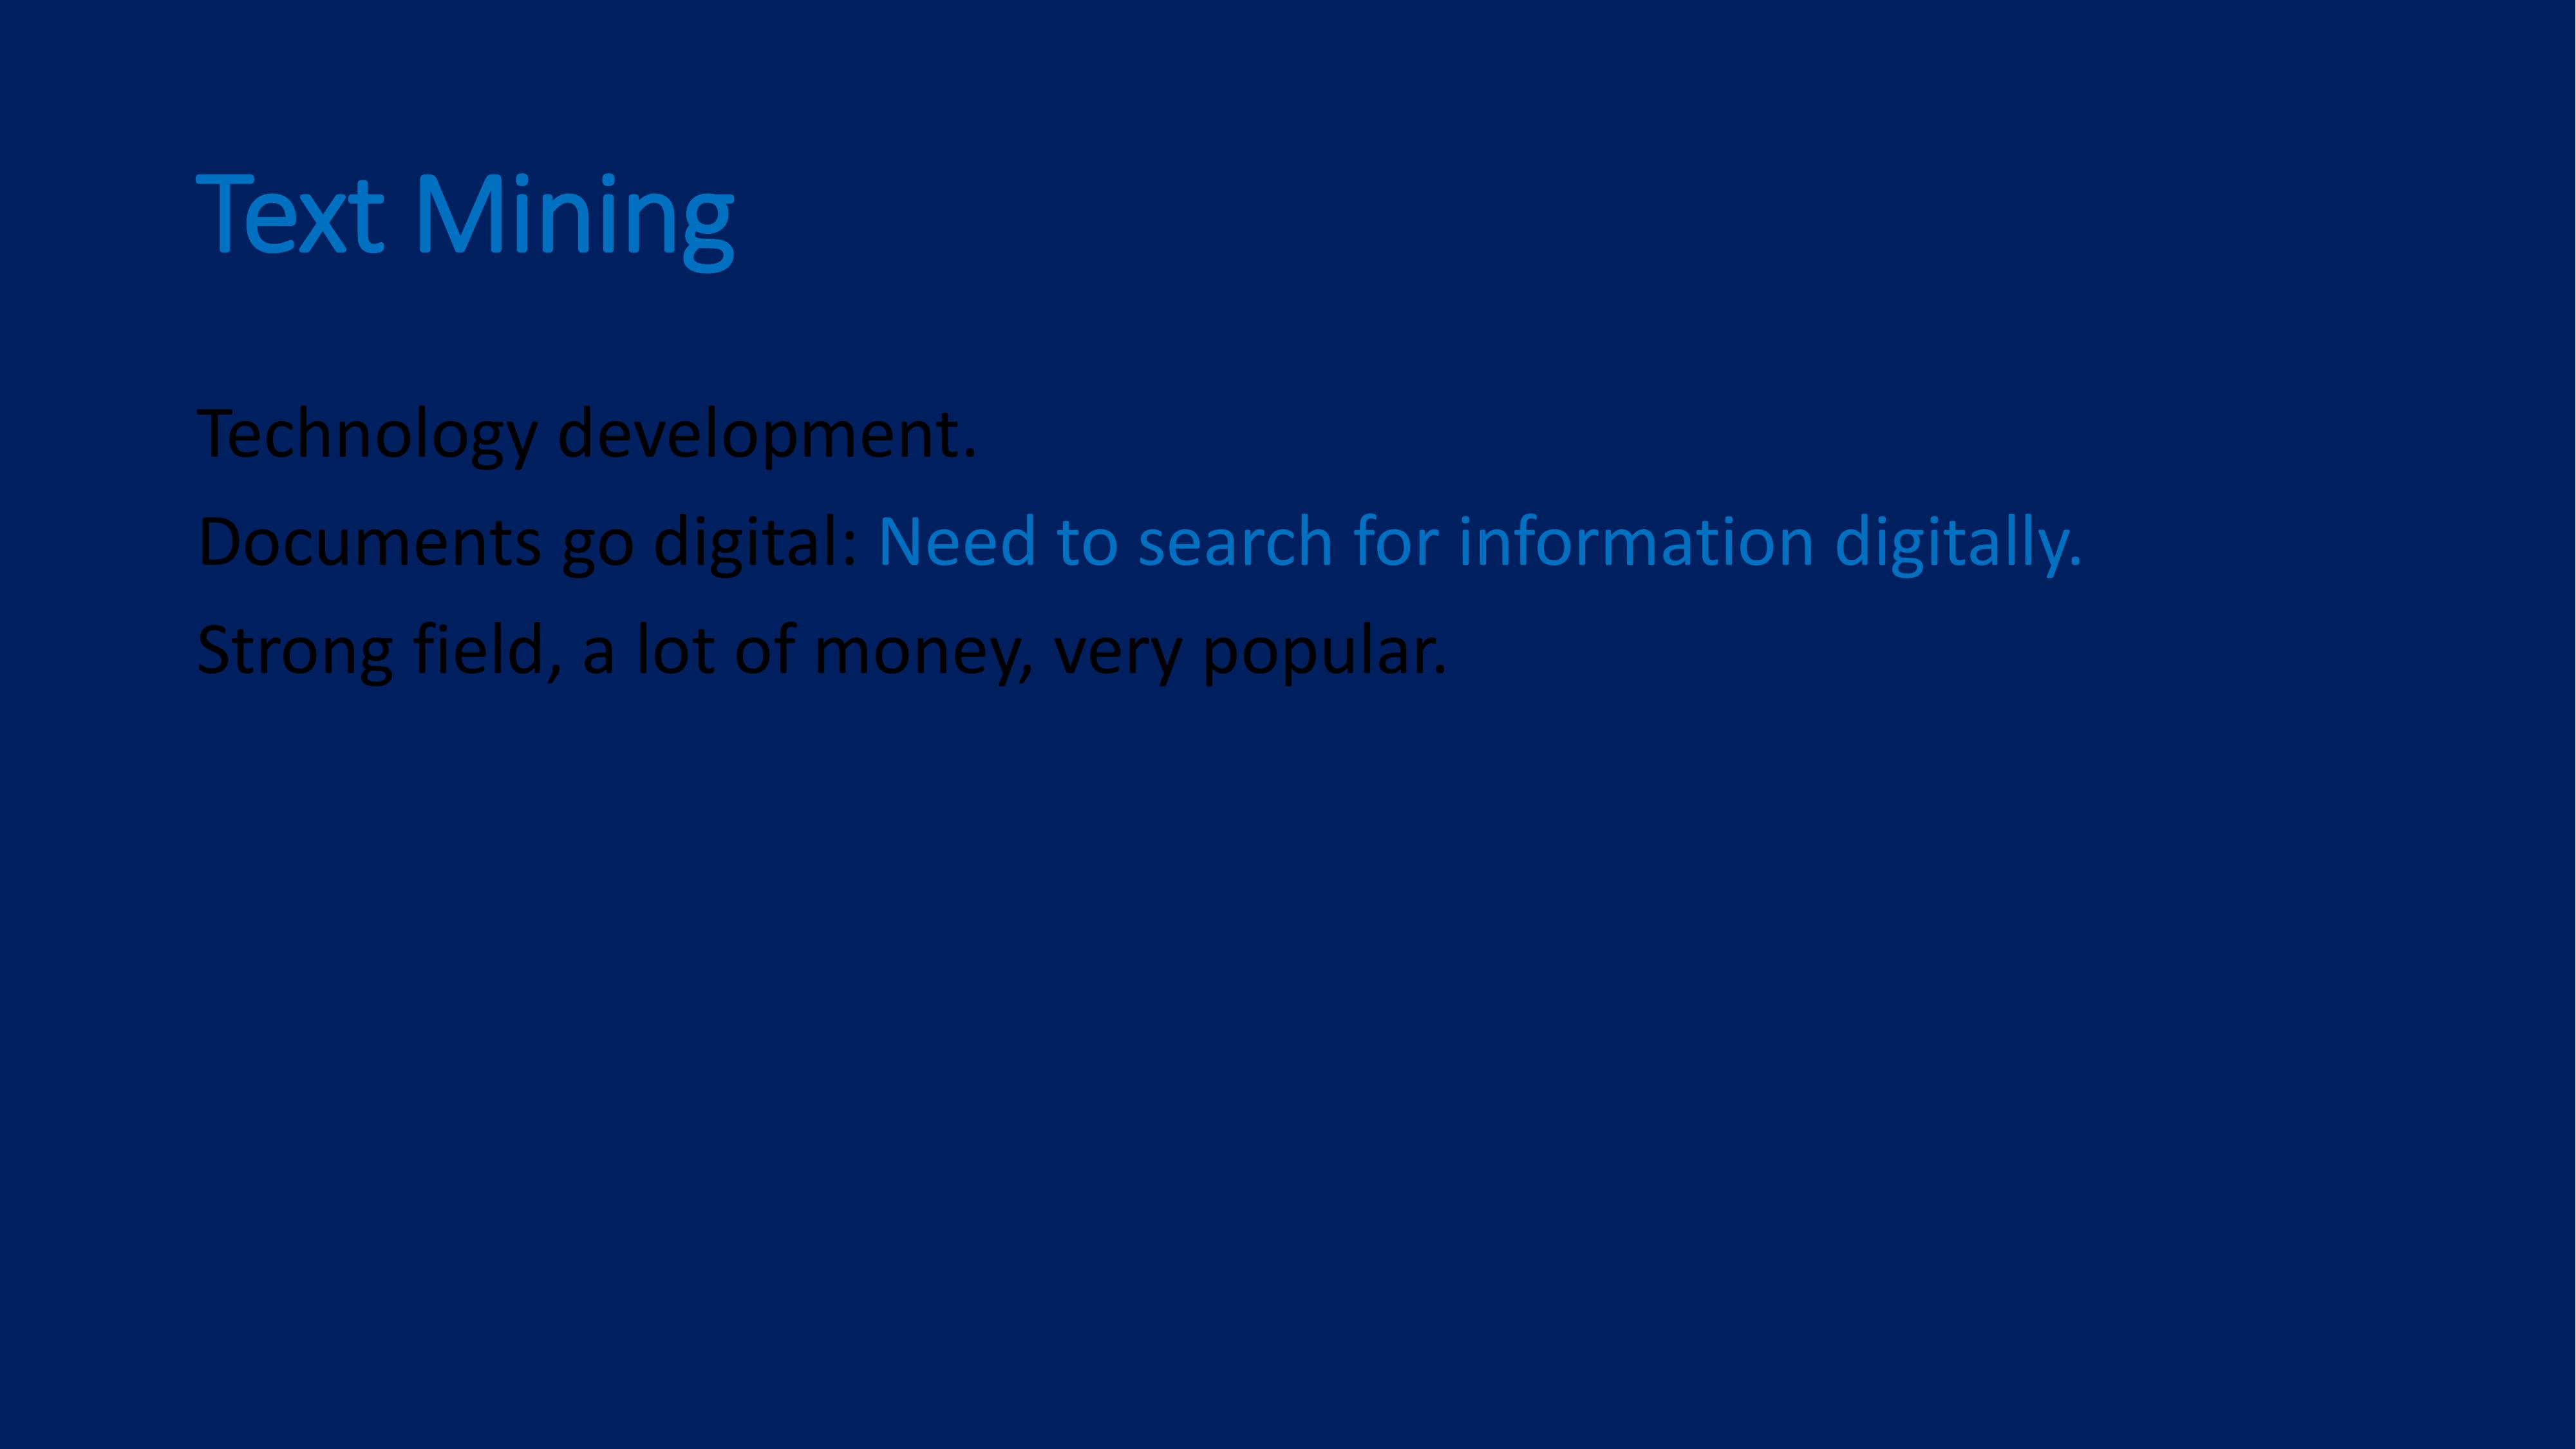 Text Mining
Technology development.
Documents go digital: Need to search for information digitally.
Strong field, a lot of money, very popular.